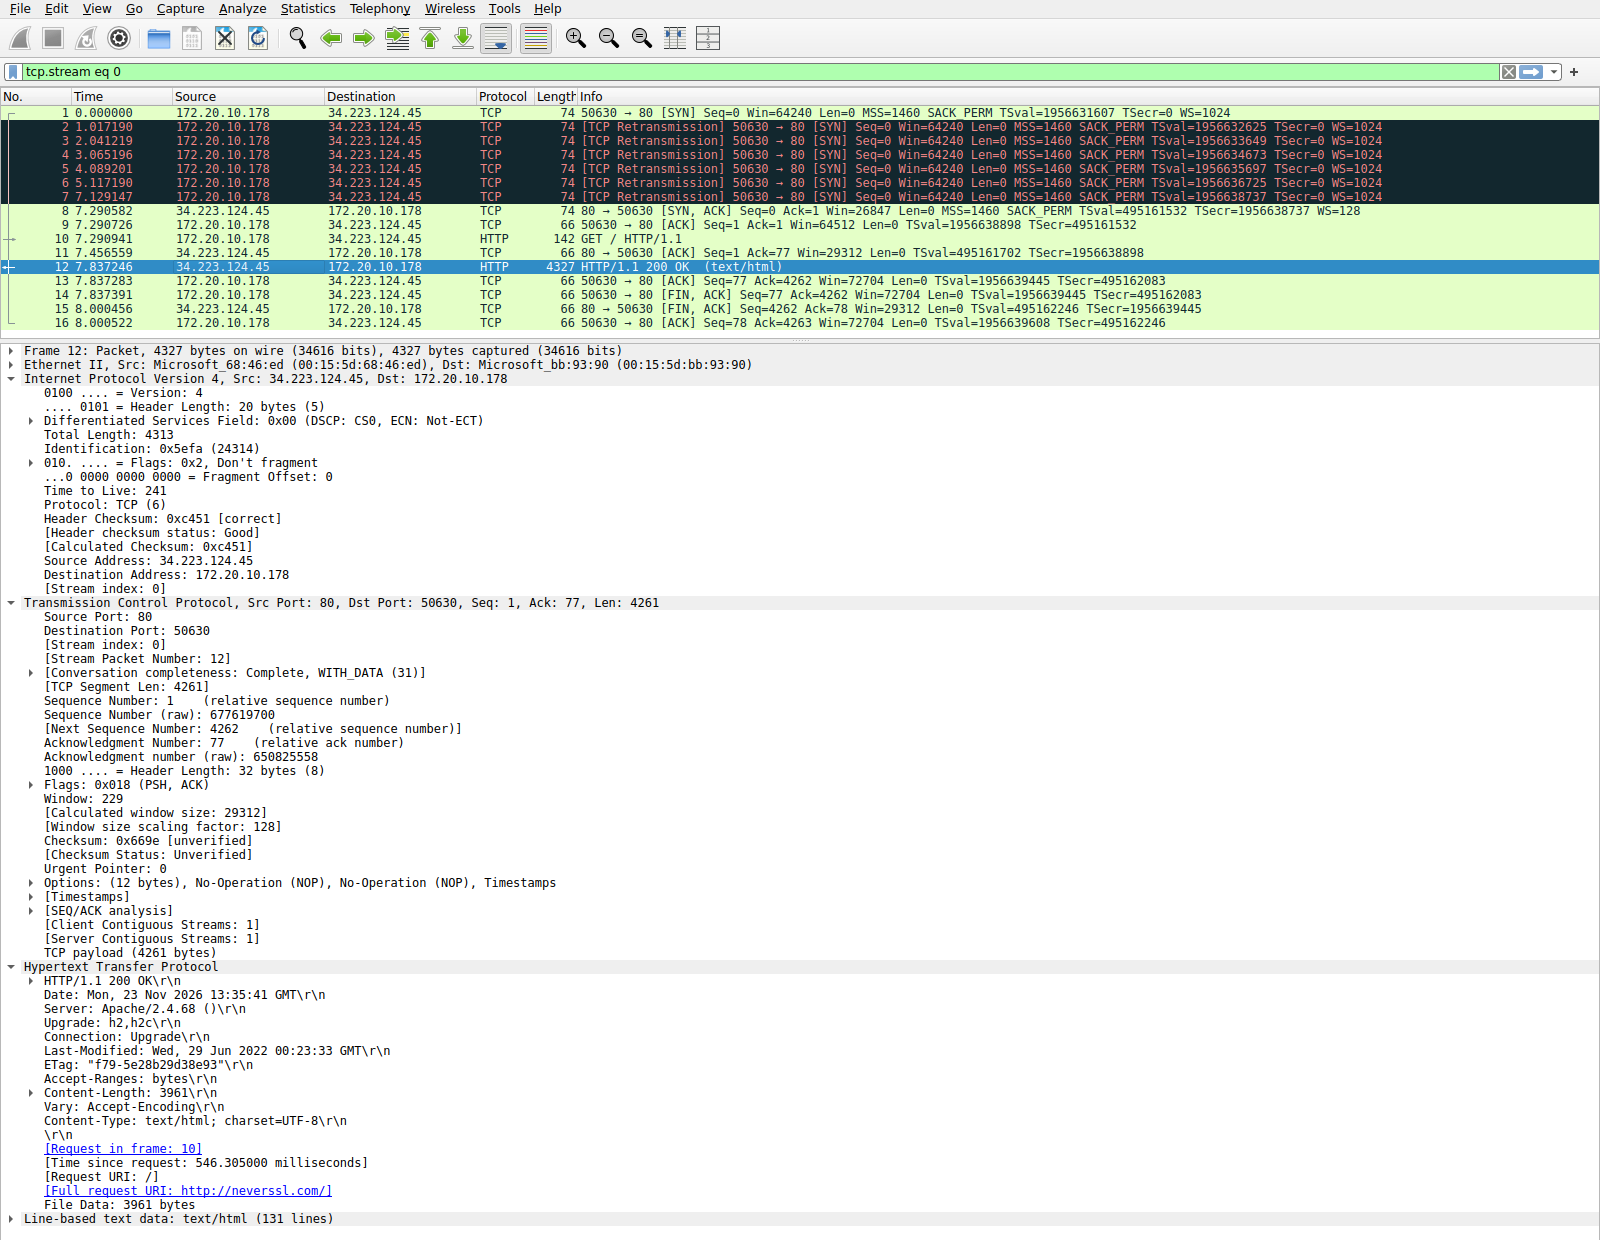 File Edit View Go Capture Analyze Statistics Telephony Wireless Tools Help
tcp.stream eq 0
No. Time Source Destination Protocol Length Info
1 0.000000 172.20.10.178 34.223.124.45 TCP 74 50630 → 80 [SYN] Seq=0 Win=64240 Len=0 MSS=1460 SACK_PERM TSval=1956631607 TSecr=0 WS=1024
2 1.017190 172.20.10.178 34.223.124.45 TCP 74 [TCP Retransmission] 50630 → 80 [SYN] Seq=0 Win=64240 Len=0 MSS=1460 SACK_PERM TSval=1956632625 TSecr=0 WS=1024
3 2.041219 172.20.10.178 34.223.124.45 TCP 74 [TCP Retransmission] 50630 → 80 [SYN] Seq=0 Win=64240 Len=0 MSS=1460 SACK_PERM TSval=1956633649 TSecr=0 WS=1024
4 3.065196 172.20.10.178 34.223.124.45 TCP 74 [TCP Retransmission] 50630 → 80 [SYN] Seq=0 Win=64240 Len=0 MSS=1460 SACK_PERM TSval=1956634673 TSecr=0 WS=1024
5 4.089201 172.20.10.178 34.223.124.45 TCP 74 [TCP Retransmission] 50630 → 80 [SYN] Seq=0 Win=64240 Len=0 MSS=1460 SACK_PERM TSval=1956635697 TSecr=0 WS=1024
6 5.117190 172.20.10.178 34.223.124.45 TCP 74 [TCP Retransmission] 50630 → 80 [SYN] Seq=0 Win=64240 Len=0 MSS=1460 SACK_PERM TSval=1956636725 TSecr=0 WS=1024
7 7.129147 172.20.10.178 34.223.124.45 TCP 74 [TCP Retransmission] 50630 → 80 [SYN] Seq=0 Win=64240 Len=0 MSS=1460 SACK_PERM TSval=1956638737 TSecr=0 WS=1024
8 7.290582 34.223.124.45 172.20.10.178 TCP 74 80 → 50630 [SYN, ACK] Seq=0 Ack=1 Win=26847 Len=0 MSS=1460 SACK_PERM TSval=495161532 TSecr=1956638737 WS=128
9 7.290726 172.20.10.178 34.223.124.45 TCP 66 50630 → 80 [ACK] Seq=1 Ack=1 Win=64512 Len=0 TSval=1956638898 TSecr=495161532
10 7.290941 172.20.10.178 34.223.124.45 HTTP 142 GET / HTTP/1.1
11 7.456559 34.223.124.45 172.20.10.178 TCP 66 80 → 50630 [ACK] Seq=1 Ack=77 Win=29312 Len=0 TSval=495161702 TSecr=1956638898
12 7.837246 34.223.124.45 172.20.10.178 HTTP 4327 HTTP/1.1 200 OK  (text/html)
13 7.837283 172.20.10.178 34.223.124.45 TCP 66 50630 → 80 [ACK] Seq=77 Ack=4262 Win=72704 Len=0 TSval=1956639445 TSecr=495162083
14 7.837391 172.20.10.178 34.223.124.45 TCP 66 50630 → 80 [FIN, ACK] Seq=77 Ack=4262 Win=72704 Len=0 TSval=1956639445 TSecr=495162083
15 8.000456 34.223.124.45 172.20.10.178 TCP 66 80 → 50630 [FIN, ACK] Seq=4262 Ack=78 Win=29312 Len=0 TSval=495162246 TSecr=1956639445
16 8.000522 172.20.10.178 34.223.124.45 TCP 66 50630 → 80 [ACK] Seq=78 Ack=4263 Win=72704 Len=0 TSval=1956639608 TSecr=495162246
Frame 12: Packet, 4327 bytes on wire (34616 bits), 4327 bytes captured (34616 bits)
Ethernet II, Src: Microsoft_68:46:ed (00:15:5d:68:46:ed), Dst: Microsoft_bb:93:90 (00:15:5d:bb:93:90)
Internet Protocol Version 4, Src: 34.223.124.45, Dst: 172.20.10.178
0100 .... = Version: 4
.... 0101 = Header Length: 20 bytes (5)
Differentiated Services Field: 0x00 (DSCP: CS0, ECN: Not-ECT)
Total Length: 4313
Identification: 0x5efa (24314)
010. .... = Flags: 0x2, Don't fragment
...0 0000 0000 0000 = Fragment Offset: 0
Time to Live: 241
Protocol: TCP (6)
Header Checksum: 0xc451 [correct]
[Header checksum status: Good]
[Calculated Checksum: 0xc451]
Source Address: 34.223.124.45
Destination Address: 172.20.10.178
[Stream index: 0]
Transmission Control Protocol, Src Port: 80, Dst Port: 50630, Seq: 1, Ack: 77, Len: 4261
Source Port: 80
Destination Port: 50630
[Stream index: 0]
[Stream Packet Number: 12]
[Conversation completeness: Complete, WITH_DATA (31)]
[TCP Segment Len: 4261]
Sequence Number: 1    (relative sequence number)
Sequence Number (raw): 677619700
[Next Sequence Number: 4262    (relative sequence number)]
Acknowledgment Number: 77    (relative ack number)
Acknowledgment number (raw): 650825558
1000 .... = Header Length: 32 bytes (8)
Flags: 0x018 (PSH, ACK)
Window: 229
[Calculated window size: 29312]
[Window size scaling factor: 128]
Checksum: 0x669e [unverified]
[Checksum Status: Unverified]
Urgent Pointer: 0
Options: (12 bytes), No-Operation (NOP), No-Operation (NOP), Timestamps
[Timestamps]
[SEQ/ACK analysis]
[Client Contiguous Streams: 1]
[Server Contiguous Streams: 1]
TCP payload (4261 bytes)
Hypertext Transfer Protocol
HTTP/1.1 200 OK\r\n
Date: Mon, 23 Nov 2026 13:35:41 GMT\r\n
Server: Apache/2.4.68 ()\r\n
Upgrade: h2,h2c\r\n
Connection: Upgrade\r\n
Last-Modified: Wed, 29 Jun 2022 00:23:33 GMT\r\n
ETag: "f79-5e28b29d38e93"\r\n
Accept-Ranges: bytes\r\n
Content-Length: 3961\r\n
Vary: Accept-Encoding\r\n
Content-Type: text/html; charset=UTF-8\r\n
\r\n
[Request in frame: 10]
[Time since request: 546.305000 milliseconds]
[Request URI: /]
[Full request URI: http://neverssl.com/]
File Data: 3961 bytes
Line-based text data: text/html (131 lines)